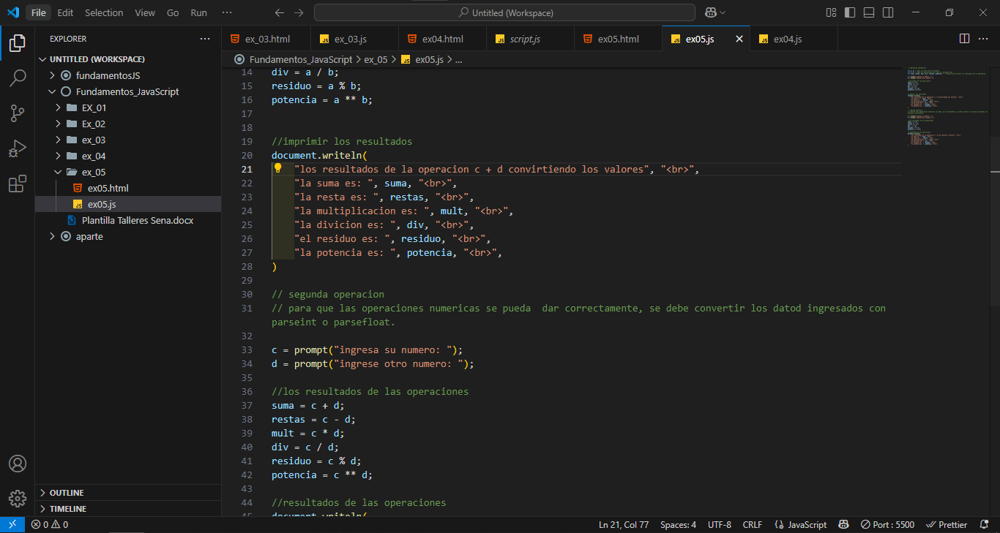 File Edit Selection View Go Run ··· Untitled (Workspace)
EXPLORER ···
UNTITLED (WORKSPACE)
fundamentosJS
Fundamentos_JavaScript
EX_01
Ex_02
ex_03
ex_04
ex_05
ex05.html
JS ex05.js
Plantilla Talleres Sena.docx
aparte
OUTLINE
TIMELINE
ex_03.html JS ex_03.js ex04.html JS script.js ex05.html JS ex05.js JS ex04.js ···
Fundamentos_JavaScript > ex_05 > JS ex05.js > ...
14 div = a / b;
15 residuo = a % b;
16 potencia = a ** b;
17
18
19 //imprimir los resultados
20 document.writeln(
21 "los resultados de la operacion c + d convirtiendo los valores", "<br>",
22 "la suma es: ", suma, "<br>",
23 "la resta es: ", restas, "<br>",
24 "la multiplicacion es: ", mult, "<br>",
25 "la divicion es: ", div, "<br>",
26 "el residuo es: ", residuo, "<br>",
27 "la potencia es: ", potencia, "<br>",
28 )
29
30 // segunda operacion
31 // para que las operaciones numericas se pueda  dar correctamente, se debe convertir los datod ingresados con
parseint o parsefloat.
32
33 c = prompt("ingresa su numero: ");
34 d = prompt("ingrese otro numero: ");
35
36 //los resultados de las operaciones
37 suma = c + d;
38 restas = c - d;
39 mult = c * d;
40 div = c / d;
41 residuo = c % d;
42 potencia = c ** d;
43
44 //resultados de las operaciones
45 document.writeln(
0 0 Ln 21, Col 77 Spaces: 4 UTF-8 CRLF {} JavaScript Port : 5500 Prettier